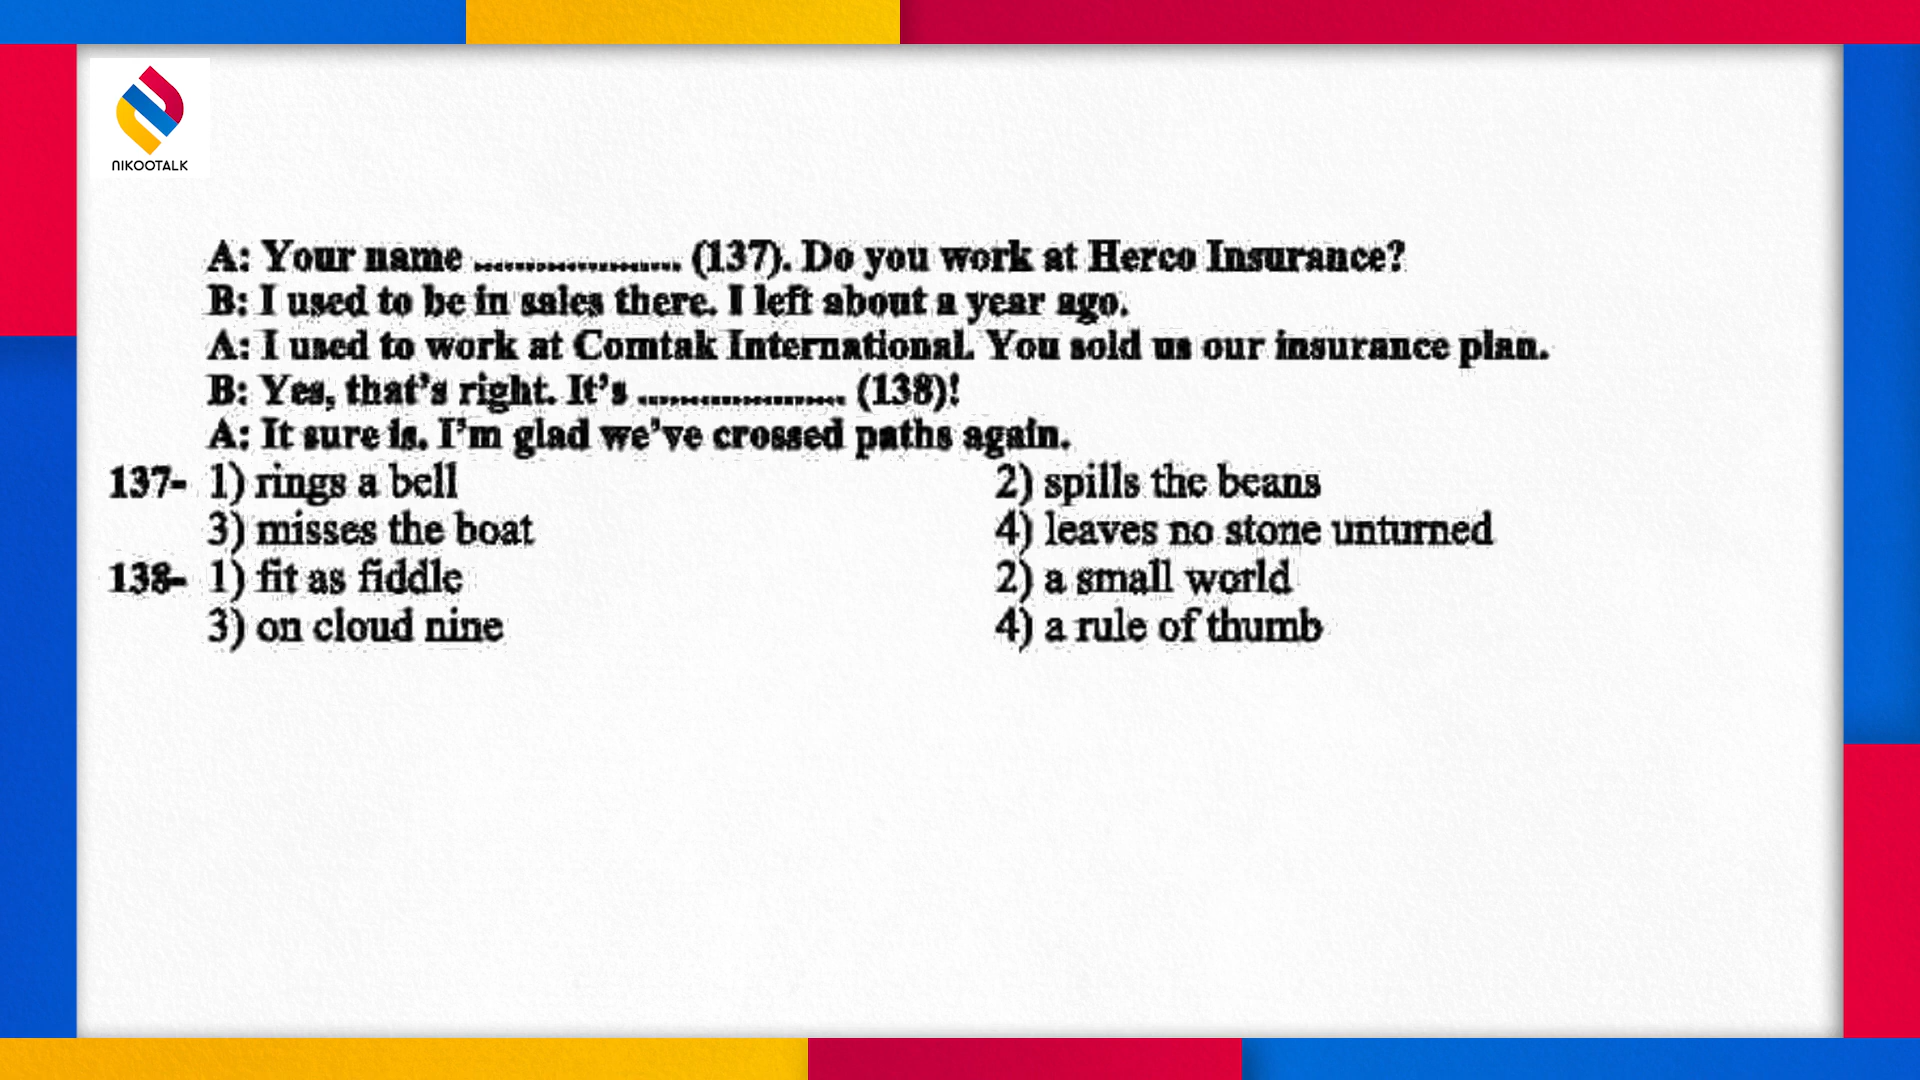 NIKOOTALK
A: Your name .................... (137). Do you work at Herco Insurance?
B: I used to be in sales there. I left about a year ago.
A: I used to work at Comtak International. You sold us our insurance plan.
B: Yes, that's right. It's .................... (138)!
A: It sure is. I'm glad we've crossed paths again.
137- 1) rings a bell 2) spills the beans
3) misses the boat 4) leaves no stone unturned
138- 1) fit as fiddle 2) a small world
3) on cloud nine 4) a rule of thumb